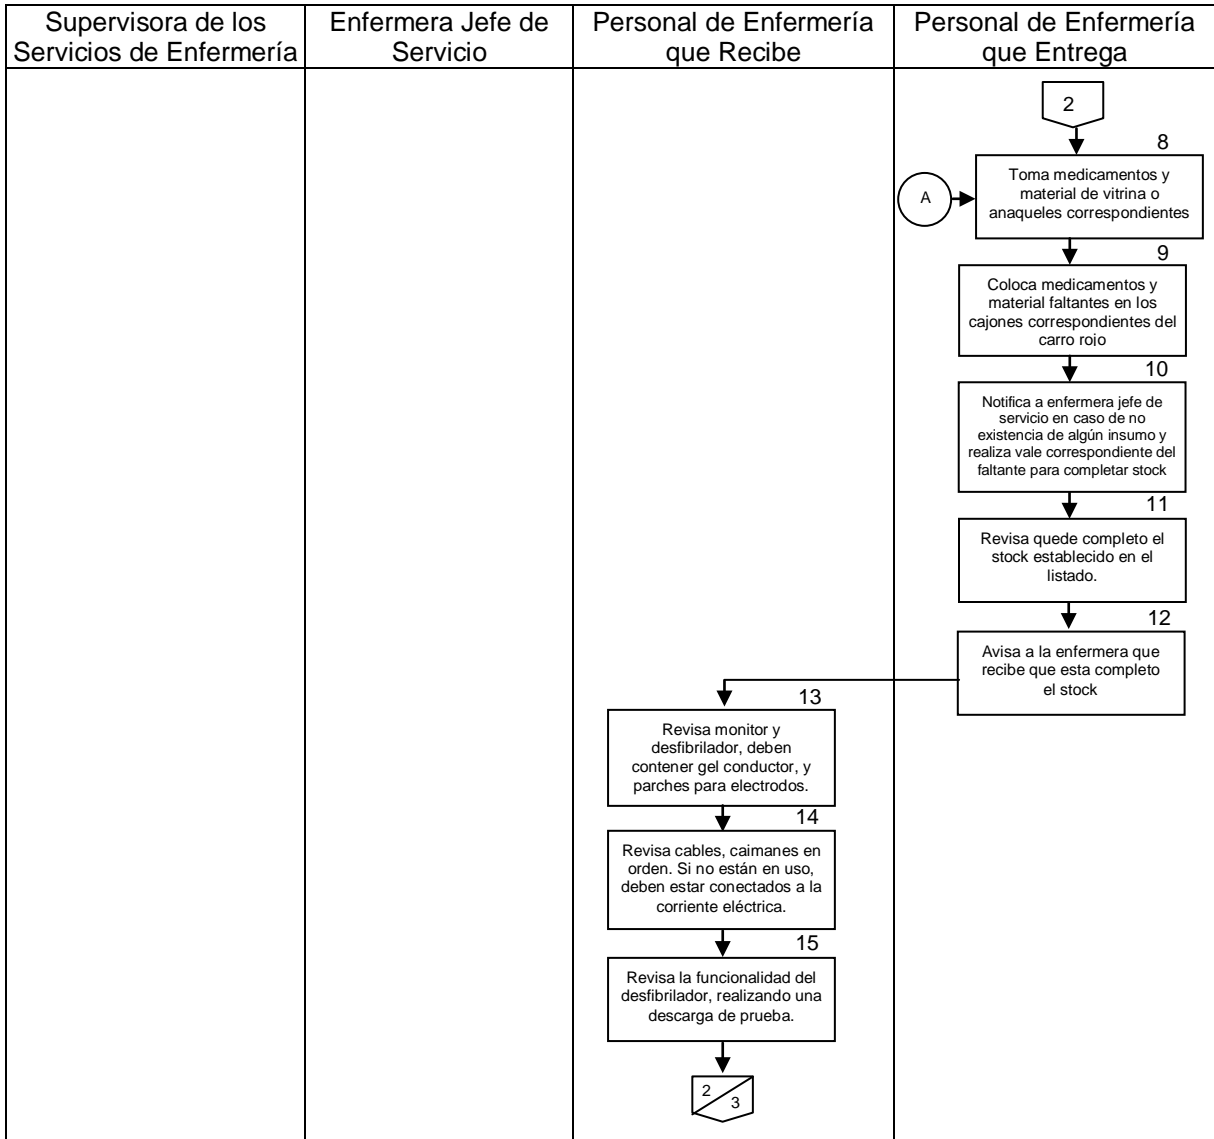 Supervisora de los
Servicios de Enfermería
Enfermera Jefe de
Servicio
Personal de Enfermería
que Recibe
Personal de Enfermería
que Entrega
2
8
A
Toma medicamentos y
material de vitrina o
anaqueles correspondientes
9
Coloca medicamentos y
material faltantes en los
cajones correspondientes del
carro rojo
10
Notifica a enfermera jefe de
servicio en caso de no
existencia de algún insumo y
realiza vale correspondiente del
faltante para completar stock
11
Revisa quede completo el
stock establecido en el
listado.
12
Avisa a la enfermera que
recibe que esta completo
el stock
13
Revisa monitor y
desfibrilador, deben
contener gel conductor, y
parches para electrodos.
14
Revisa cables, caimanes en
orden. Si no están en uso,
deben estar conectados a la
corriente eléctrica.
15
Revisa la funcionalidad del
desfibrilador, realizando una
descarga de prueba.
2
3